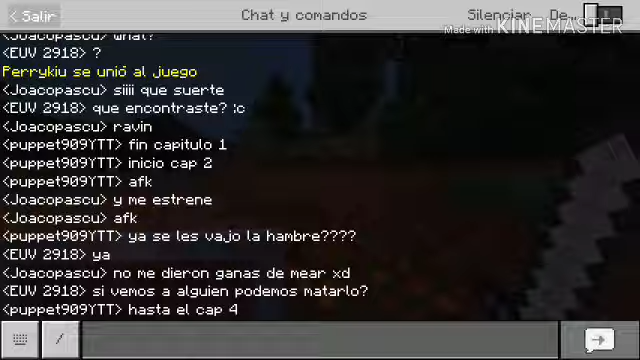 < Salir
Chat y comandos
Silenciar
De...
Made with KINEMASTER
<Joacopascu> what?
<EUV 2918> ?
Perrykiu se unió al juego
<Joacopascu> siiii que suerte
<EUV 2918> que encontraste? :c
<Joacopascu> ravin
<puppet909YTT> fin capitulo 1
<puppet909YTT> inicio cap 2
<puppet909YTT> afk
<Joacopascu> y me estrene
<Joacopascu> afk
<puppet909YTT> ya se les vajo la hambre????
<EUV 2918> ya
<Joacopascu> no me dieron ganas de mear xd
<EUV 2918> si vemos a alguien podemos matarlo?
<puppet909YTT> hasta el cap 4
/